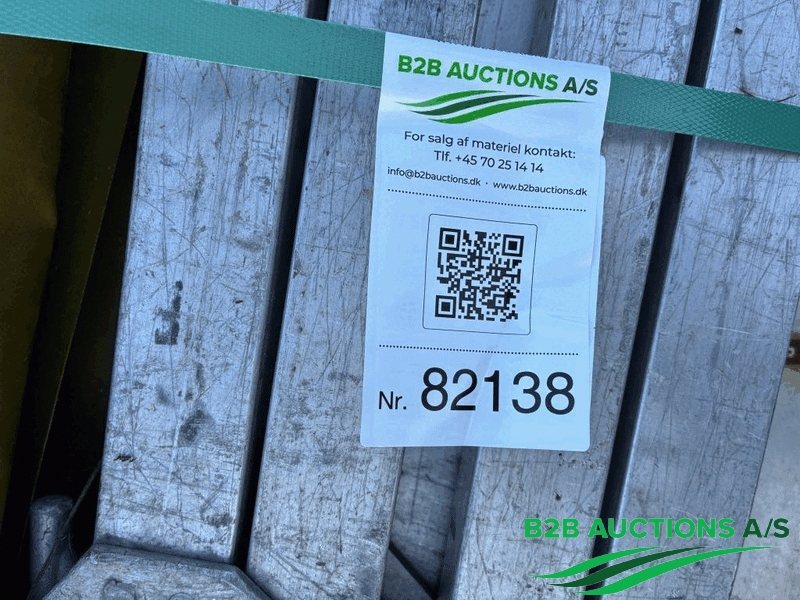 B2B AUCTIONS A/S
For salg af materiel kontakt:
Tlf. +45 70 25 14 14
info@b2bauctions.dk · www.b2bauctions.dk
Nr. 82138
B2B AUCTIONS A/S